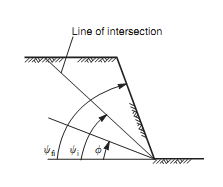 Line of intersection
ψfi ψi ϕ